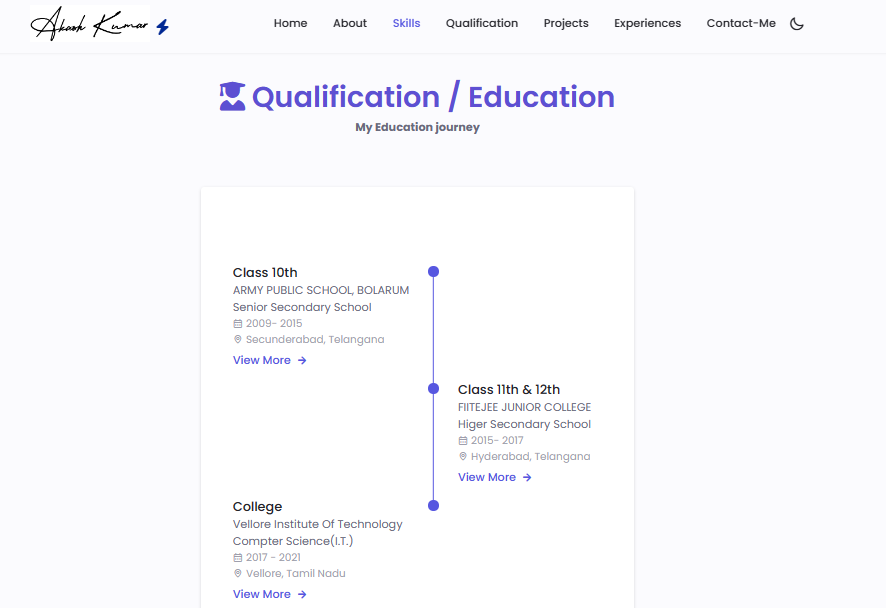 Akash Kumar
Home About Skills Qualification Projects Experiences Contact-Me
Qualification / Education
My Education journey
Class 10th
ARMY PUBLIC SCHOOL, BOLARUM
Senior Secondary School
2009- 2015
Secunderabad, Telangana
View More →
Class 11th & 12th
FIITEJEE JUNIOR COLLEGE
Higer Secondary School
2015- 2017
Hyderabad, Telangana
View More →
College
Vellore Institute Of Technology
Compter Science(I.T.)
2017 - 2021
Vellore, Tamil Nadu
View More →